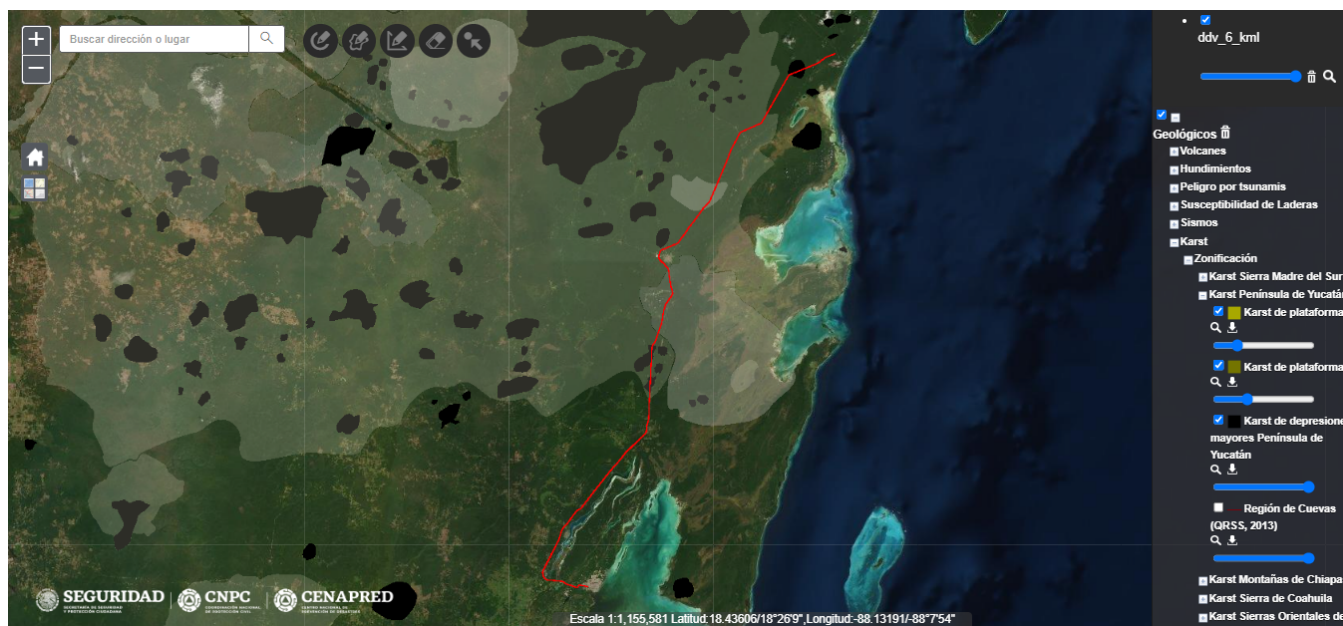 +
−
Buscar dirección o lugar
ddv_6_kml
Geológicos
Volcanes
Hundimientos
Peligro por tsunamis
Susceptibilidad de Laderas
Sismos
Karst
Zonificación
Karst Sierra Madre del Sur
Karst Península de Yucatán
Karst de plataforma
Karst de plataforma
Karst de depresione
mayores Península de
Yucatán
Región de Cuevas
(QRSS, 2013)
Karst Montañas de Chiapa
Karst Sierra de Coahuila
Karst Sierras Orientales de
SEGURIDAD
SECRETARÍA DE SEGURIDAD
Y PROTECCIÓN CIUDADANA
CNPC
COORDINACIÓN NACIONAL
DE PROTECCIÓN CIVIL
CENAPRED
CENTRO NACIONAL DE
PREVENCIÓN DE DESASTRES
Escala 1:1,155,581 Latitud:18.43606/18°26'9",Longitud:-88.13191/-88°7'54"